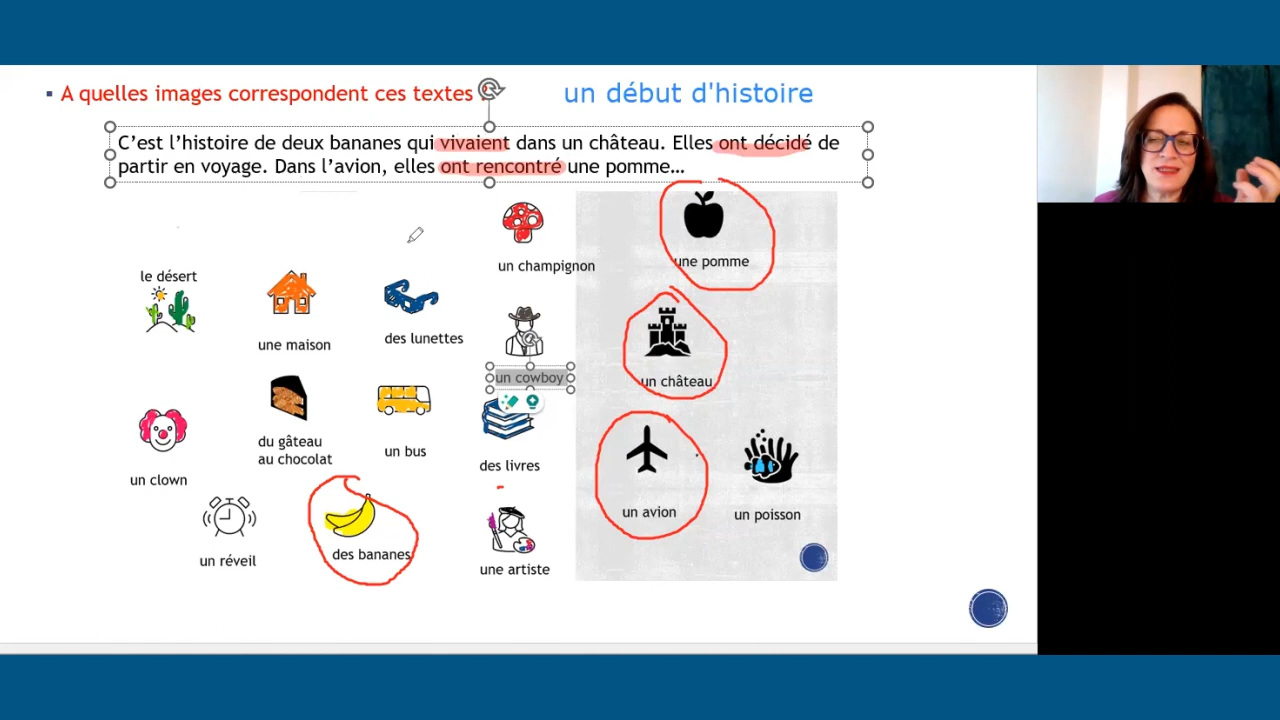 A quelles images correspondent ces textes
un début d'histoire
C'est l'histoire de deux bananes qui vivaient dans un château. Elles ont décidé de
partir en voyage. Dans l'avion, elles ont rencontré une pomme…
un champignon
une pomme
le désert
une maison
des lunettes
un cowboy
un château
du gâteau
au chocolat
un bus
des livres
un clown
un avion
un poisson
un réveil
des bananes
une artiste